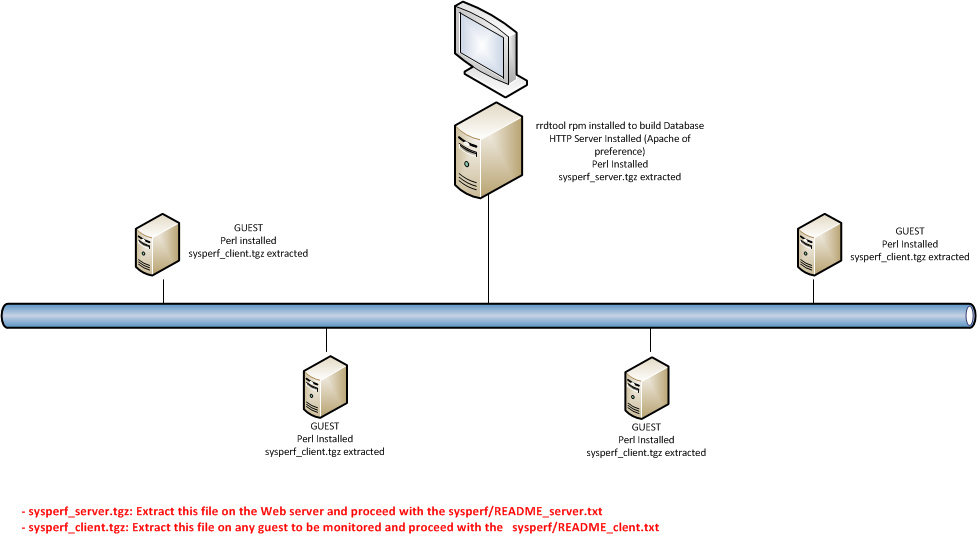 rrdtool rpm installed to build Database
HTTP Server Installed (Apache of
preference)
Perl Installed
sysperf_server.tgz extracted
GUEST
Perl installed
sysperf_client.tgz extracted
GUEST
Perl Installed
sysperf_client.tgz extracted
GUEST
Perl Installed
sysperf_client.tgz extracted
GUEST
Perl Installed
sysperf_client.tgz extracted
- sysperf_server.tgz: Extract this file on the Web server and proceed with the sysperf/README_server.txt
- sysperf_client.tgz: Extract this file on any guest to be monitored and proceed with the sysperf/README_clent.txt